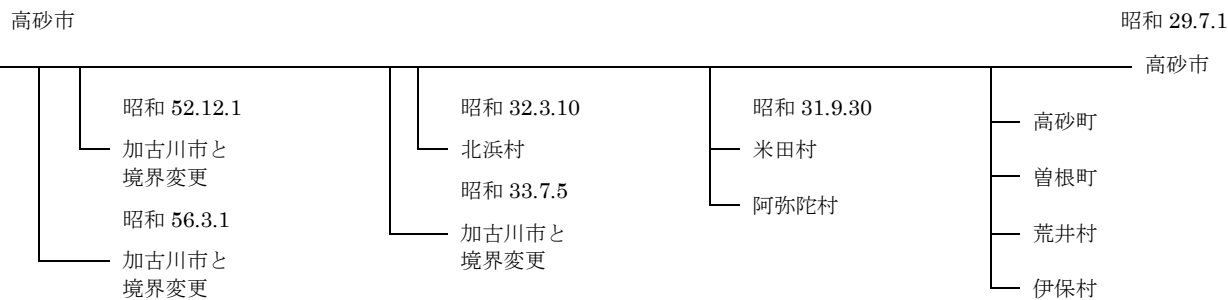 高砂市
昭和 29.7.1
高砂市
昭和 52.12.1
加古川市と
境界変更
昭和 56.3.1
加古川市と
境界変更
昭和 32.3.10
北浜村
昭和 33.7.5
加古川市と
境界変更
昭和 31.9.30
米田村
阿弥陀村
高砂町
曽根町
荒井村
伊保村